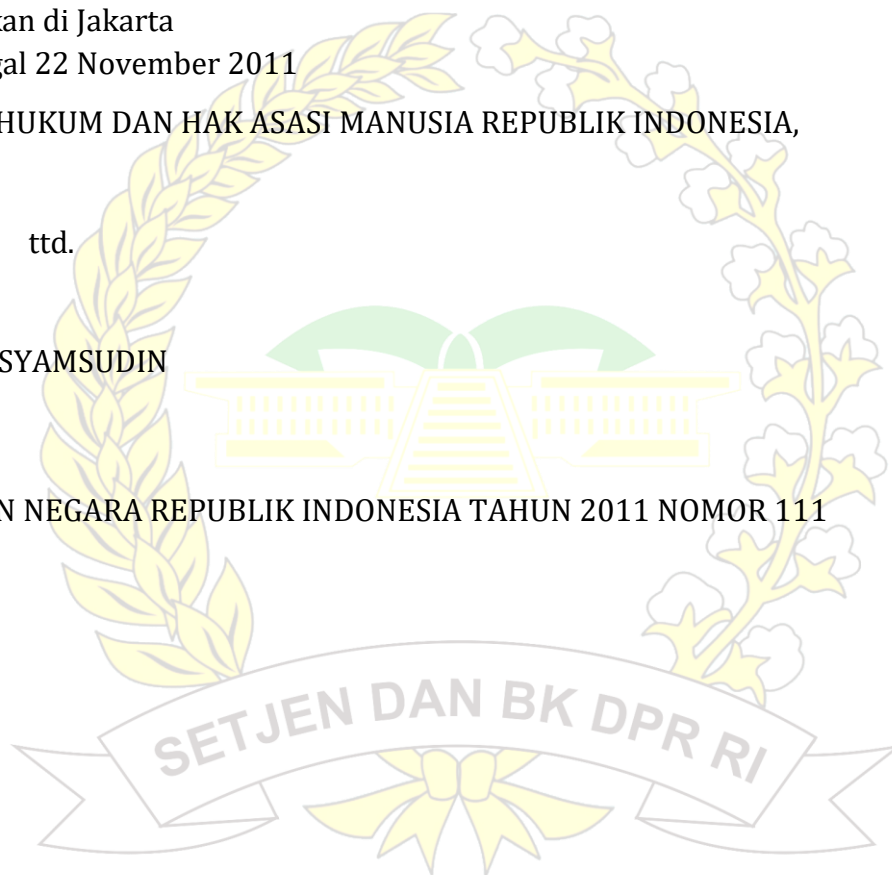 kan di Jakarta
gal 22 November 2011
HUKUM DAN HAK ASASI MANUSIA REPUBLIK INDONESIA,
ttd.
SYAMSUDIN
N NEGARA REPUBLIK INDONESIA TAHUN 2011 NOMOR 111
SETJEN DAN BK DPR RI